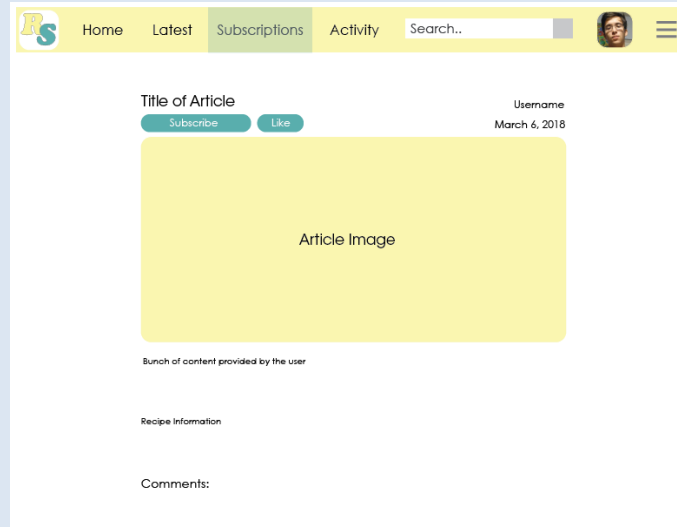 RS
Home Latest Subscriptions Activity Search..
Title of Article
Username
Subscribe Like
March 6, 2018
Article Image
Bunch of content provided by the user
Recipe Information
Comments: